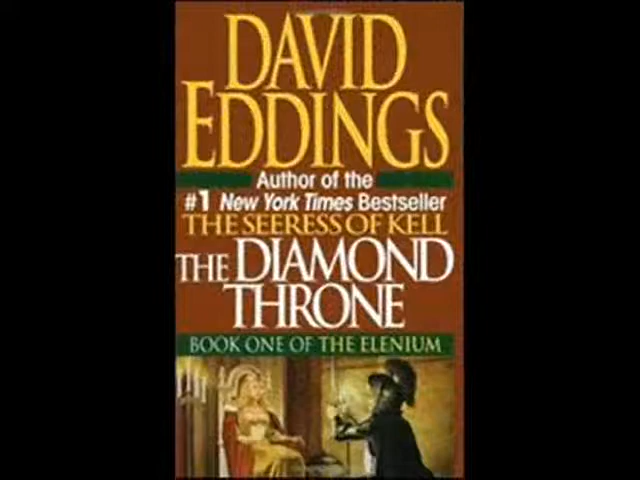 DAVID
EDDINGS
Author of the
#1 New York Times Bestseller
THE SEERESS OF KELL
THE DIAMOND
THRONE
BOOK ONE OF THE ELENIUM